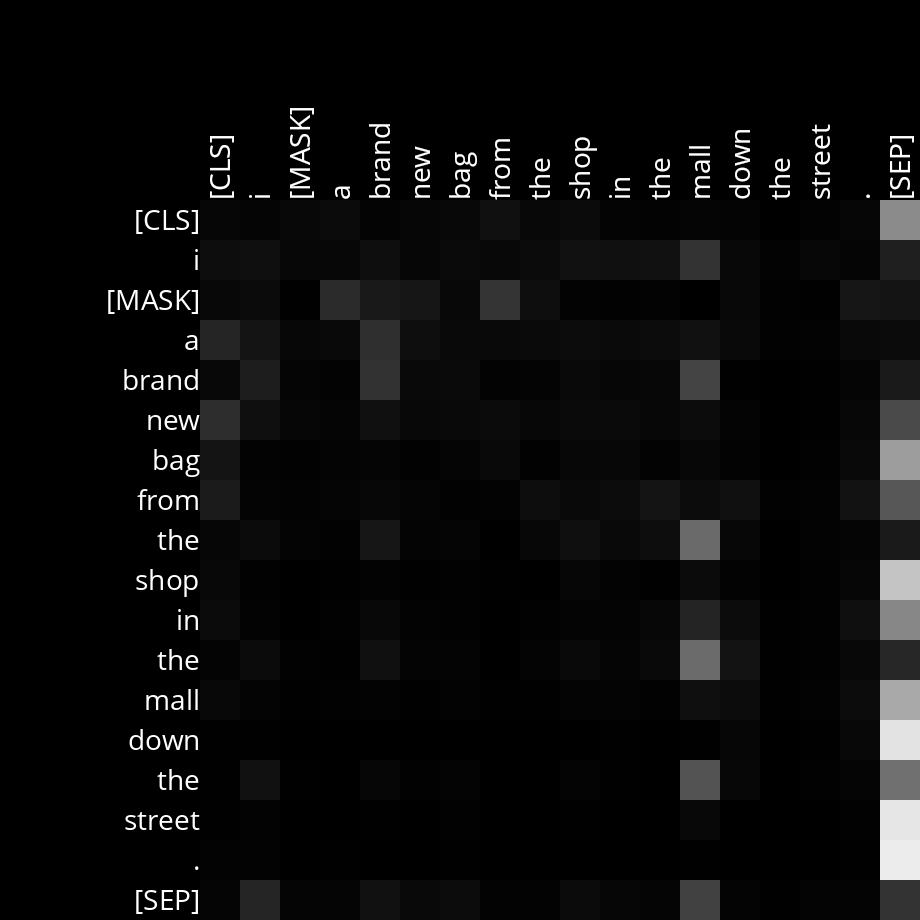 [CLS] i [MASK] a brand new bag from the shop in the mall down the street . [SEP]
[CLS]
i
[MASK]
a
brand
new
bag
from
the
shop
in
the
mall
down
the
street
.
[SEP]